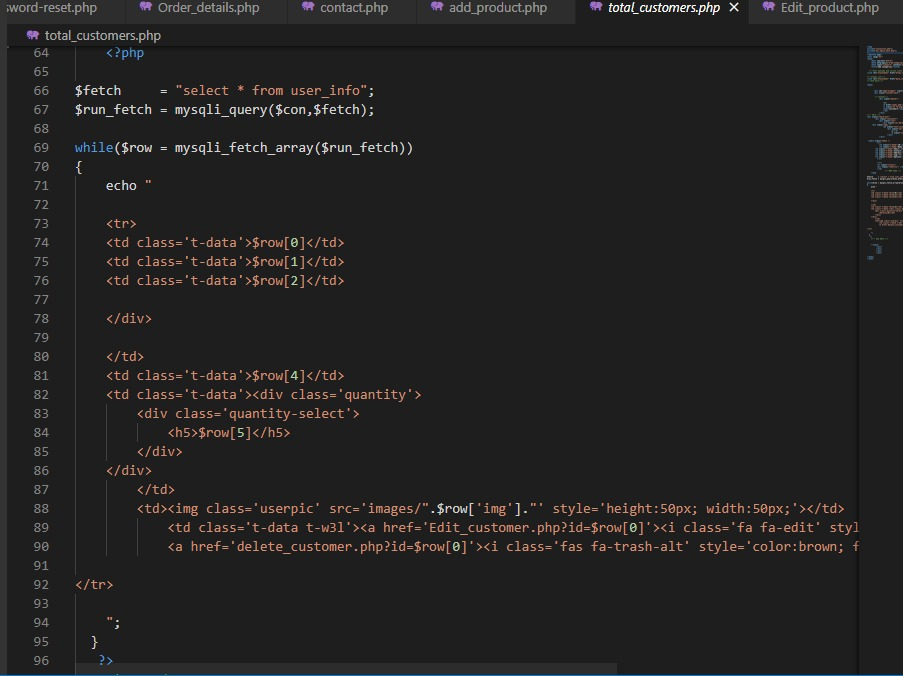 sword-reset.php Order_details.php contact.php add_product.php total_customers.php × Edit_product.php
total_customers.php
64 <?php
65
66 $fetch = "select * from user_info";
67 $run_fetch = mysqli_query($con,$fetch);
68
69 while($row = mysqli_fetch_array($run_fetch))
70 {
71 echo "
72
73 <tr>
74 <td class='t-data'>$row[0]</td>
75 <td class='t-data'>$row[1]</td>
76 <td class='t-data'>$row[2]</td>
77
78 </div>
79
80 </td>
81 <td class='t-data'>$row[4]</td>
82 <td class='t-data'><div class='quantity'>
83 <div class='quantity-select'>
84 <h5>$row[5]</h5>
85 </div>
86 </div>
87 </td>
88 <td><img class='userpic' src='images/".$row['img']."' style='height:50px; width:50px;'></td>
89 <td class='t-data t-w3l'><a href='Edit_customer.php?id=$row[0]'><i class='fa fa-edit' styl
90 <a href='delete_customer.php?id=$row[0]'><i class='fas fa-trash-alt' style='color:brown; f
91
92 </tr>
93
94 ";
95 }
96 ?>